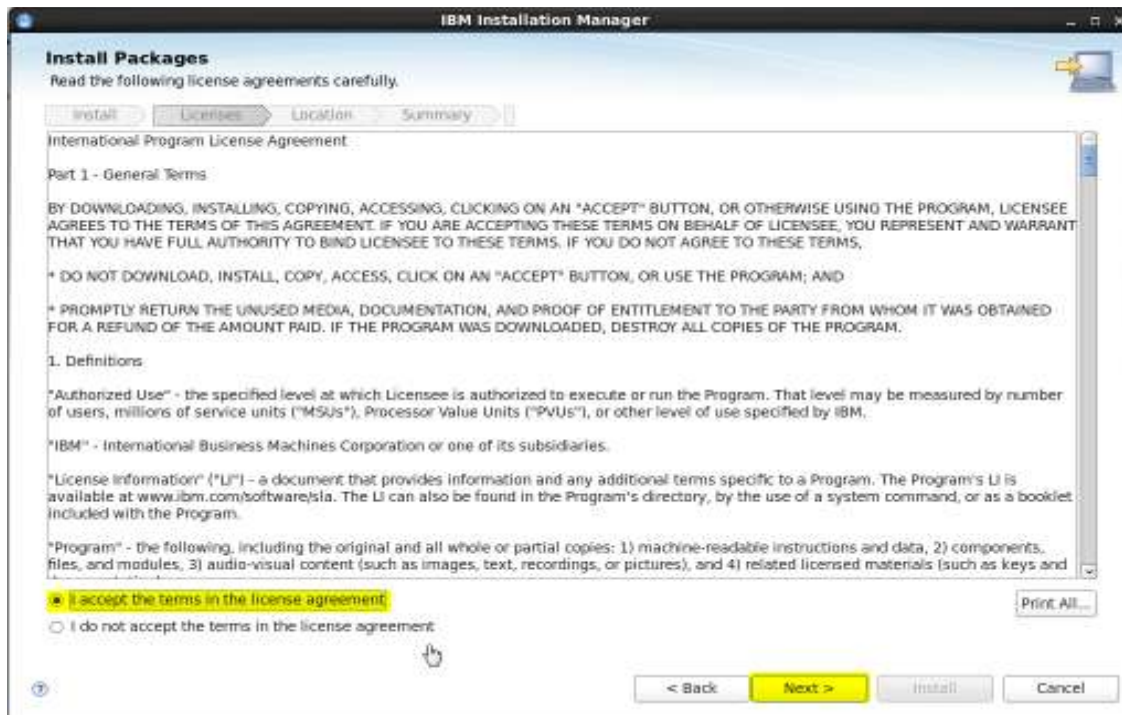 IBM Installation Manager
Install Packages
Read the following license agreements carefully.
Install Licenses Location Summary
International Program License Agreement
Part 1 - General Terms
BY DOWNLOADING, INSTALLING, COPYING, ACCESSING, CLICKING ON AN "ACCEPT" BUTTON, OR OTHERWISE USING THE PROGRAM, LICENSEE
AGREES TO THE TERMS OF THIS AGREEMENT. IF YOU ARE ACCEPTING THESE TERMS ON BEHALF OF LICENSEE, YOU REPRESENT AND WARRANT
THAT YOU HAVE FULL AUTHORITY TO BIND LICENSEE TO THESE TERMS. IF YOU DO NOT AGREE TO THESE TERMS,
* DO NOT DOWNLOAD, INSTALL, COPY, ACCESS, CLICK ON AN "ACCEPT" BUTTON, OR USE THE PROGRAM; AND
* PROMPTLY RETURN THE UNUSED MEDIA, DOCUMENTATION, AND PROOF OF ENTITLEMENT TO THE PARTY FROM WHOM IT WAS OBTAINED
FOR A REFUND OF THE AMOUNT PAID. IF THE PROGRAM WAS DOWNLOADED, DESTROY ALL COPIES OF THE PROGRAM.
1. Definitions
"Authorized Use" - the specified level at which Licensee is authorized to execute or run the Program. That level may be measured by number
of users, millions of service units ("MSUs"), Processor Value Units ("PVUs"), or other level of use specified by IBM.
"IBM" - International Business Machines Corporation or one of its subsidiaries.
"License Information" ("LI") - a document that provides information and any additional terms specific to a Program. The Program's LI is
available at www.ibm.com/software/sla. The LI can also be found in the Program's directory, by the use of a system command, or as a booklet
included with the Program.
"Program" - the following, including the original and all whole or partial copies: 1) machine-readable instructions and data, 2) components,
files, and modules, 3) audio-visual content (such as images, text, recordings, or pictures), and 4) related licensed materials (such as keys and
I accept the terms in the license agreement
Print All...
I do not accept the terms in the license agreement
? < Back Next > Install Cancel